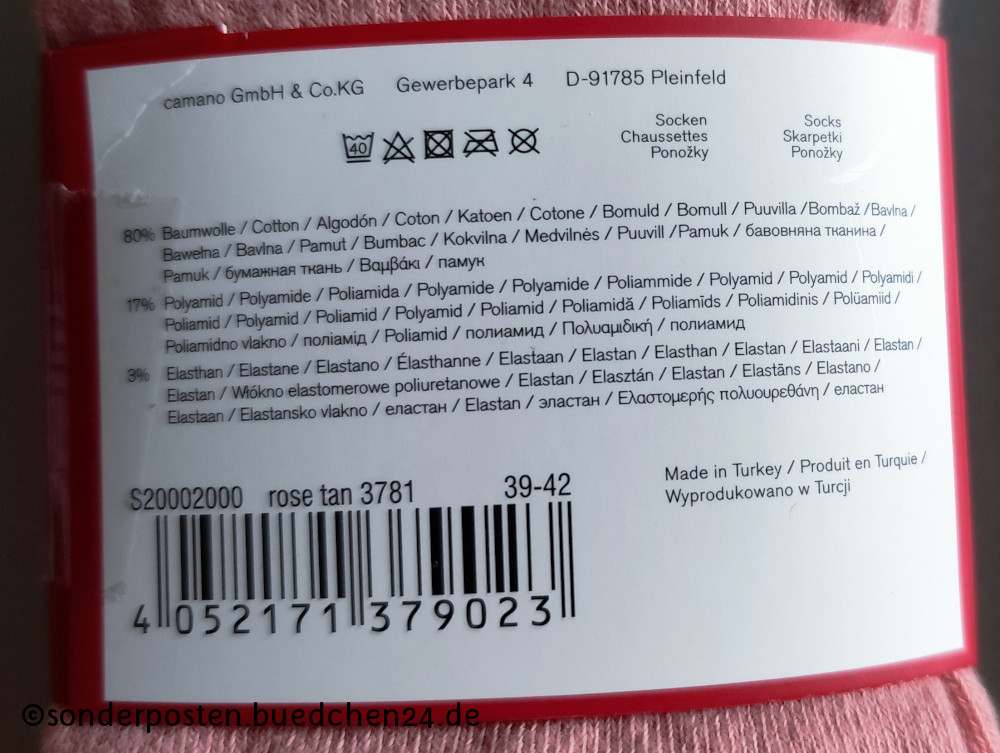 camano GmbH & Co.KG Gewerbepark 4 D-91785 Pleinfeld
40
Socken
Chaussettes
Ponožky
Socks
Skarpetki
Ponožky
80% Baumwolle / Cotton / Algodón / Coton / Katoen / Cotone / Bomuld / Bomull / Puuvilla /Bombaž /Bavlna /
Bawełna / Bavlna / Pamut / Bumbac / Kokvilna / Medvilnės / Puuvill /Pamuk / бавовняна тканина /
Pamuk / бумажная ткань / Βαμβάκι / памук
17% Polyamid / Polyamide / Poliamida / Polyamide / Polyamide / Poliammide / Polyamid / Polyamid / Polyamidi /
Poliamid / Polyamid / Poliamid / Polyamid / Poliamid / Poliamidă / Poliamīds / Poliamidinis / Polüamiid /
Poliamidno vlakno / поліамід / Poliamid / полиамид / Πολυαμιδική / полиамид
3% Elasthan / Elastane / Elastano / Élasthanne / Elastaan / Elastan / Elasthan / Elastan / Elastaani / Elastan /
Elastan / Włókno elastomerowe poliuretanowe / Elastan / Elasztán / Elastan / Elastāns / Elastano /
Elastaan / Elastansko vlakno / еластан / Elastan / эластан / Ελαστομερής πολυουρεθάνη / еластан
Made in Turkey / Produit en Turquie /
Wyprodukowano w Turcji
S20002000 rose tan 3781 39-42
4 052171 379023
©sonderposten.buedchen24.de